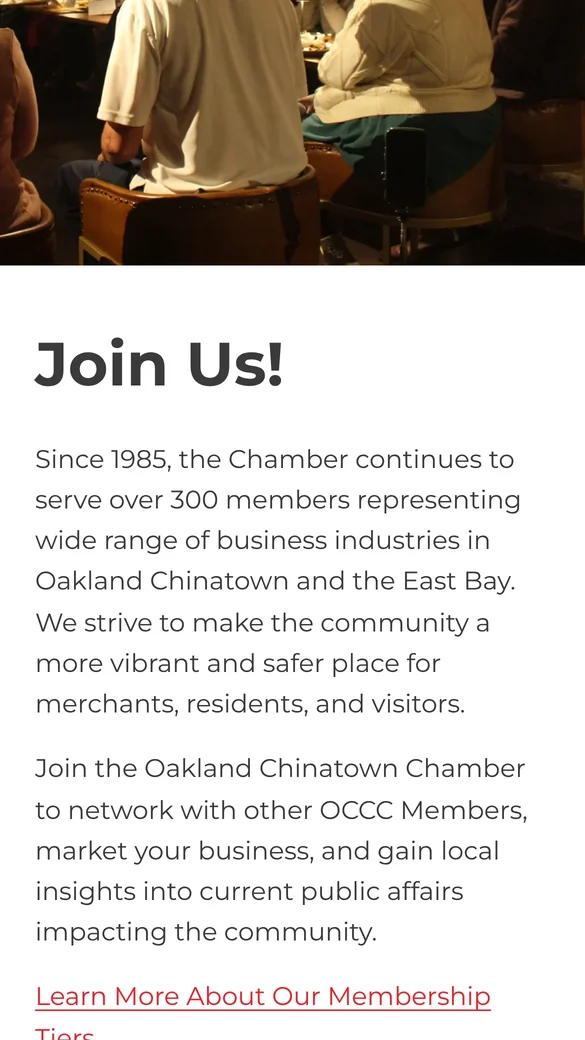 Join Us!
Since 1985, the Chamber continues to
serve over 300 members representing
wide range of business industries in
Oakland Chinatown and the East Bay.
We strive to make the community a
more vibrant and safer place for
merchants, residents, and visitors.
Join the Oakland Chinatown Chamber
to network with other OCCC Members,
market your business, and gain local
insights into current public affairs
impacting the community.
Learn More About Our Membership
Tiers